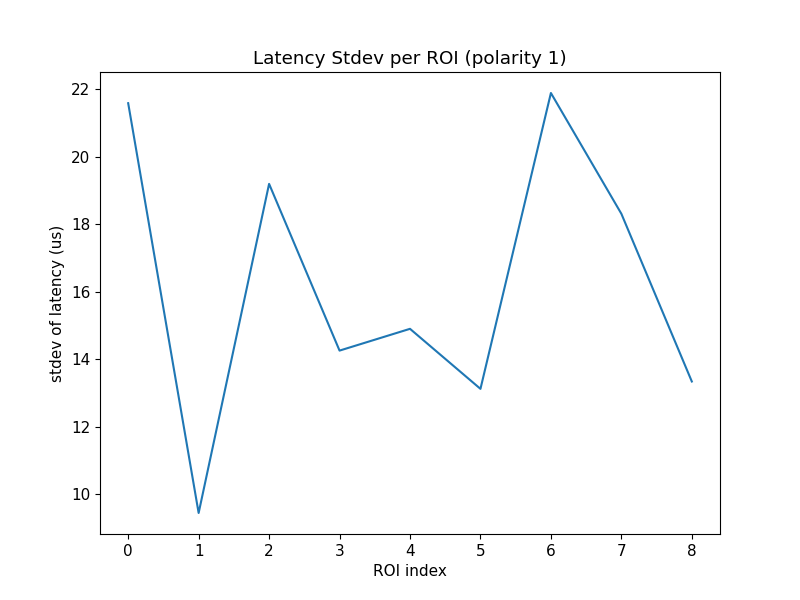 Latency Stdev per ROI (polarity 1)
22
20
18
16
14
12
10
stdev of latency (us)
0 1 2 3 4 5 6 7 8
ROI index